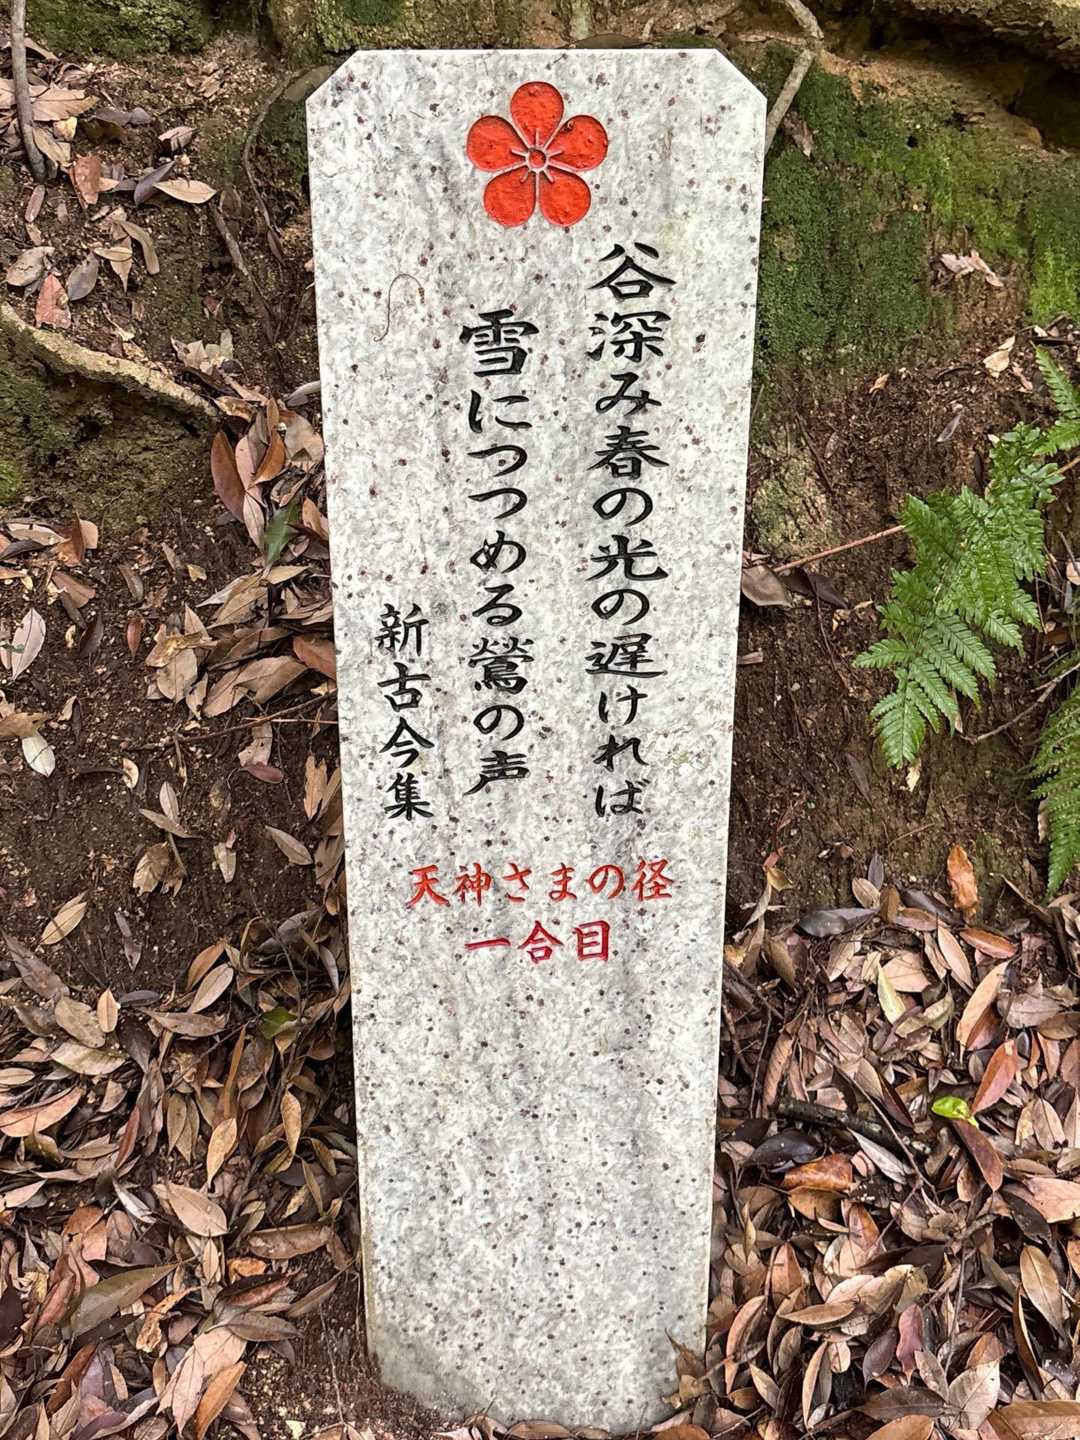 谷深み春の光の遅ければ
雪につつめる鶯の声
新古今集
天神さまの径
一合目